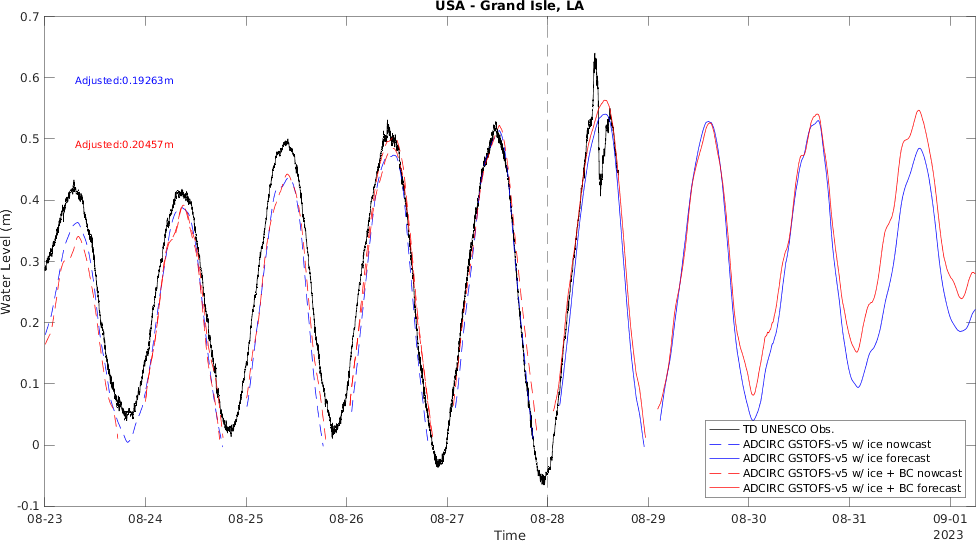 USA - Grand Isle, LA
0.7
0.6
0.5
0.4
0.3
0.2
0.1
0
-0.1
Water Level (m)
Adjusted:0.19263m
Adjusted:0.20457m
TD UNESCO Obs.
ADCIRC GSTOFS-v5 w/ ice nowcast
ADCIRC GSTOFS-v5 w/ ice forecast
ADCIRC GSTOFS-v5 w/ ice + BC nowcast
ADCIRC GSTOFS-v5 w/ ice + BC forecast
08-23 08-24 08-25 08-26 08-27 08-28 08-29 08-30 08-31 09-01
Time
2023